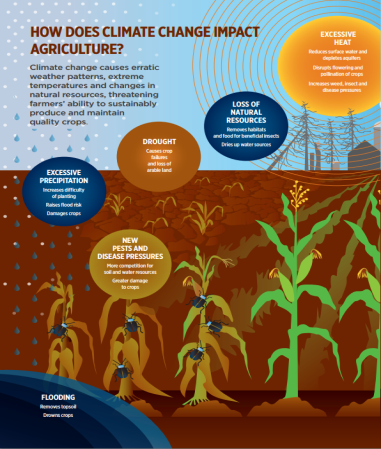 HOW DOES CLIMATE CHANGE IMPACT
AGRICULTURE?
Climate change causes erratic
weather patterns, extreme
temperatures and changes in
natural resources, threatening
farmers' ability to sustainably
produce and maintain
quality crops.
EXCESSIVE
HEAT
Reduces surface water and
depletes aquifers
Disrupts flowering and
pollination of crops
Increases weed, insect and
disease pressures
LOSS OF
NATURAL
RESOURCES
Removes habitats
and food for beneficial insects
Dries up water sources
DROUGHT
Causes crop
failures
and loss of
arable land
EXCESSIVE
PRECIPITATION
Increases difficulty
of planting
Raises flood risk
Damages crops
NEW
PESTS AND
DISEASE PRESSURES
More competition for
soil and water resources
Greater damage
to crops
FLOODING
Removes topsoil
Drowns crops